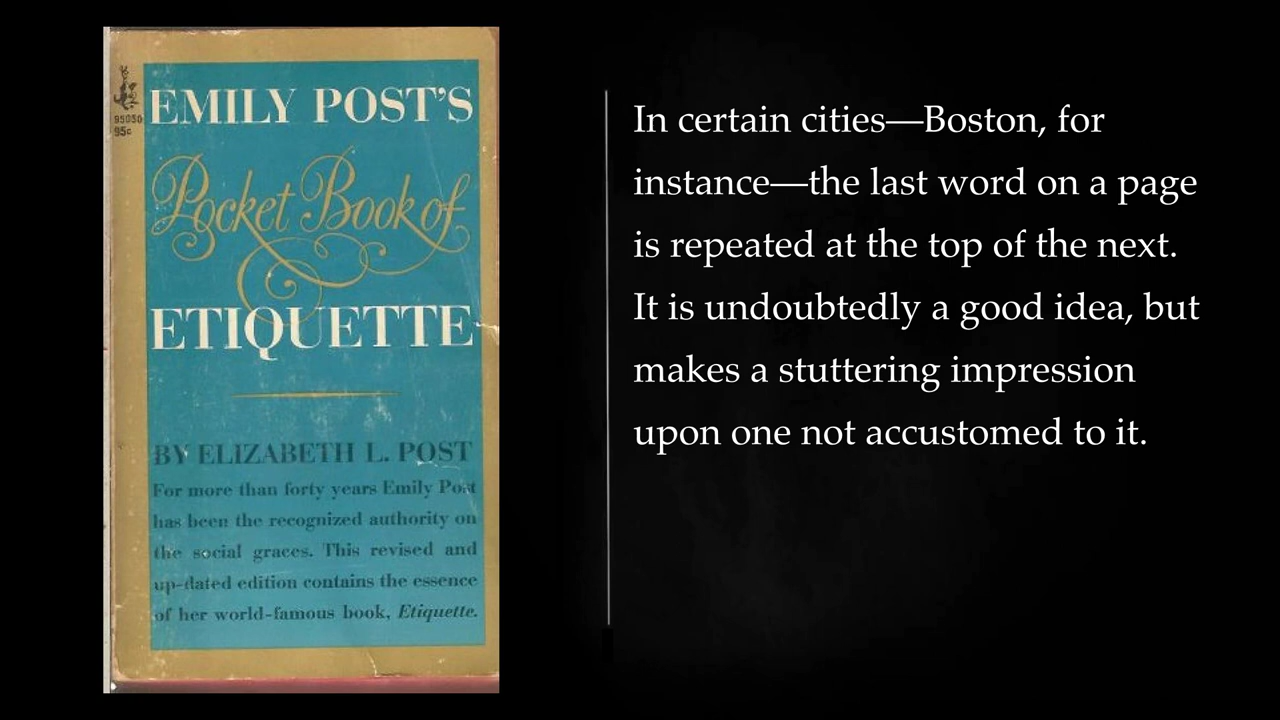 95050
95c
EMILY POST'S
Pocket Book of
ETIQUETTE
BY ELIZABETH L. POST
For more than forty years Emily Post
has been the recognized authority on
the social graces. This revised and
up-dated edition contains the essence
of her world-famous book, Etiquette.
In certain cities—Boston, for
instance—the last word on a page
is repeated at the top of the next.
It is undoubtedly a good idea, but
makes a stuttering impression
upon one not accustomed to it.